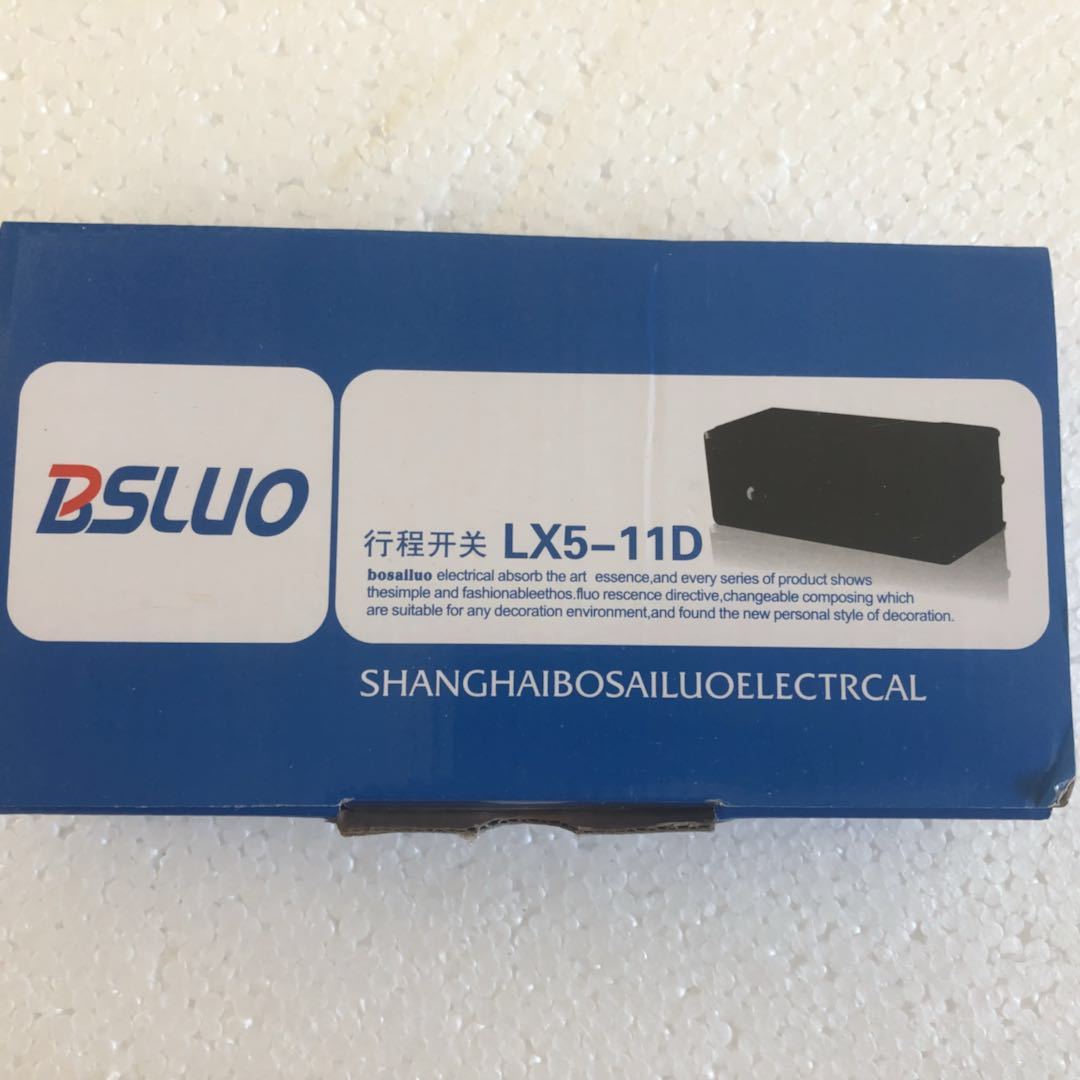 BSLUO
行程开关 LX5-11D
bosailuo electrical absorb the art essence,and every series of product shows
thesimple and fashionableethos.fluo rescence directive,changeable composing which
are suitable for any decoration environment,and found the new personal style of decoration.
SHANGHAIBOSAILUOELECTRCAL